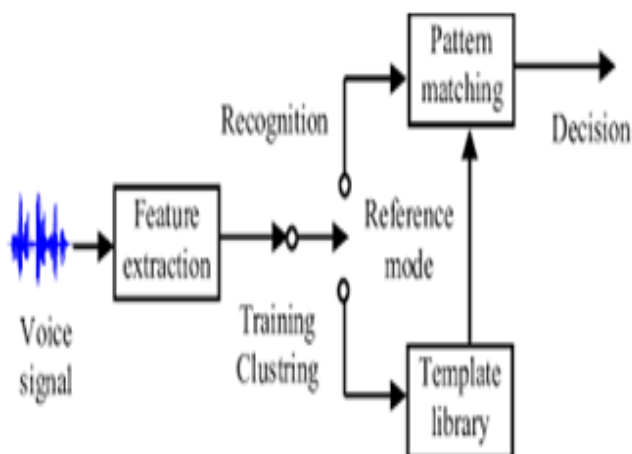 Voice
signal
Feature
extraction
Recognition
Training
Clustring
Reference
mode
Pattern
matching
Decision
Template
library